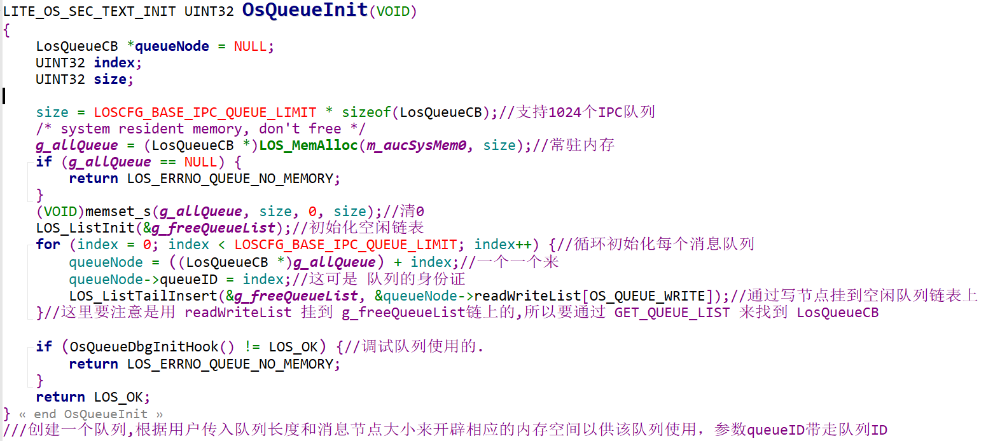 LITE_OS_SEC_TEXT_INIT UINT32 OsQueueInit(VOID)
{
    LosQueueCB *queueNode = NULL;
    UINT32 index;
    UINT32 size;

    size = LOSCFG_BASE_IPC_QUEUE_LIMIT * sizeof(LosQueueCB);//支持1024个IPC队列
    /* system resident memory, don't free */
    g_allQueue = (LosQueueCB *)LOS_MemAlloc(m_aucSysMem0, size);//常驻内存
    if (g_allQueue == NULL) {
        return LOS_ERRNO_QUEUE_NO_MEMORY;
    }
    (VOID)memset_s(g_allQueue, size, 0, size);//清0
    LOS_ListInit(&g_freeQueueList);//初始化空闲链表
    for (index = 0; index < LOSCFG_BASE_IPC_QUEUE_LIMIT; index++) {//循环初始化每个消息队列
        queueNode = ((LosQueueCB *)g_allQueue) + index;//一个一个来
        queueNode->queueID = index;//这可是 队列的身份证
        LOS_ListTailInsert(&g_freeQueueList, &queueNode->readWriteList[OS_QUEUE_WRITE]);//通过写节点挂到空闲队列链表上
    }//这里要注意是用 readWriteList 挂到 g_freeQueueList链上的,所以要通过 GET_QUEUE_LIST 来找到 LosQueueCB

    if (OsQueueDbgInitHook() != LOS_OK) {//调试队列使用的.
        return LOS_ERRNO_QUEUE_NO_MEMORY;
    }
    return LOS_OK;
} « end OsQueueInit »
///创建一个队列,根据用户传入队列长度和消息节点大小来开辟相应的内存空间以供该队列使用，参数queueID带走队列ID